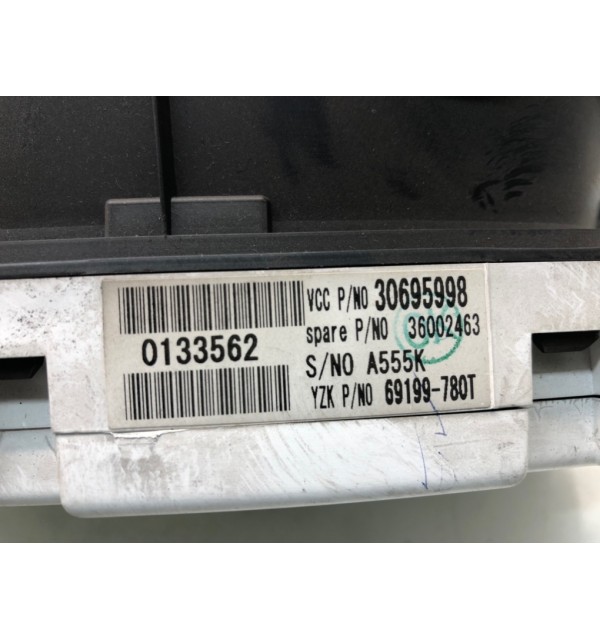 0133562
VCC P/NO 30695998
spare P/NO 36002463
S/NO A555K
YZK P/NO 69199-780T